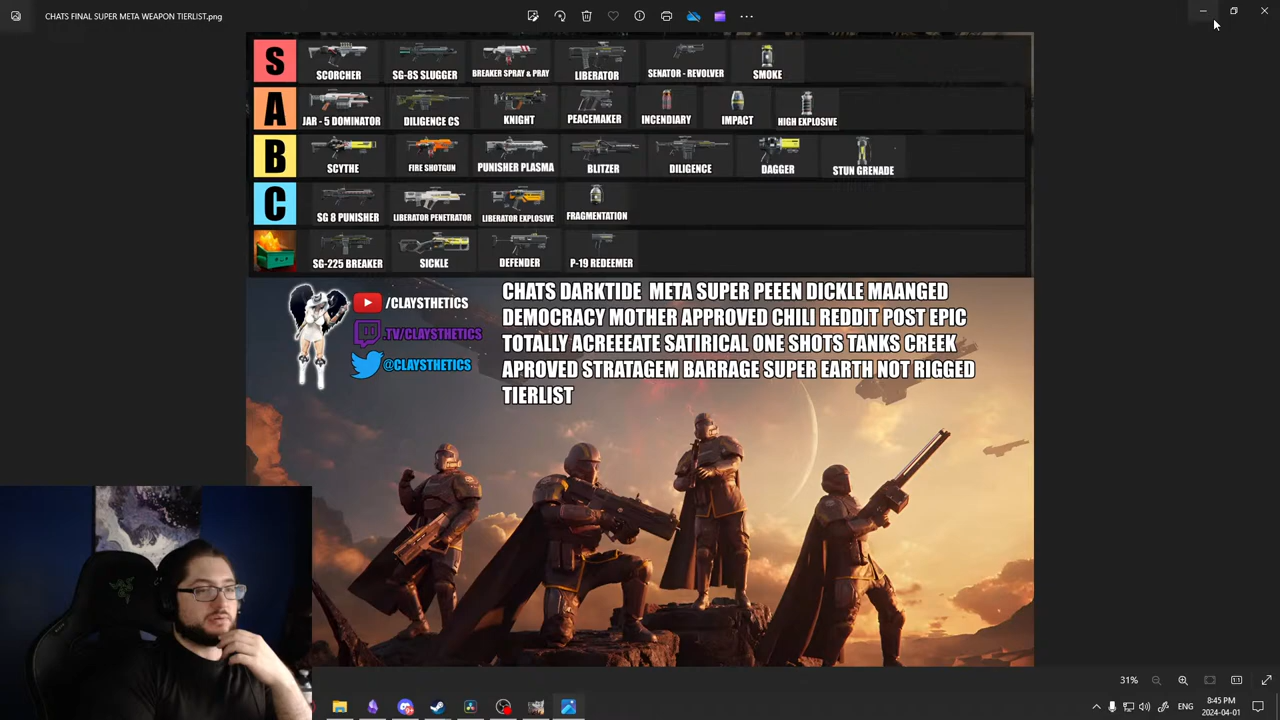 CHATS FINAL SUPER META WEAPON TIERLIST.png
S
SCORCHER
SG-8S SLUGGER
BREAKER SPRAY & PRAY
LIBERATOR
SENATOR - REVOLVER
SMOKE
A
JAR - 5 DOMINATOR
DILIGENCE CS
KNIGHT
PEACEMAKER
INCENDIARY
IMPACT
HIGH EXPLOSIVE
B
SCYTHE
FIRE SHOTGUN
PUNISHER PLASMA
BLITZER
DILIGENCE
DAGGER
STUN GRENADE
C
SG 8 PUNISHER
LIBERATOR PENETRATOR
LIBERATOR EXPLOSIVE
FRAGMENTATION
SG-225 BREAKER
SICKLE
DEFENDER
P-19 REDEEMER
/CLAYSTHETICS
.TV/CLAYSTHETICS
@CLAYSTHETICS
CHATS DARKTIDE META SUPER PEEEN DICKLE MAANGED
DEMOCRACY MOTHER APPROVED CHILI REDDIT POST EPIC
TOTALLY ACREEEATE SATIRICAL ONE SHOTS TANKS CREEK
APROVED STRATAGEM BARRAGE SUPER EARTH NOT RIGGED
TIERLIST
31%
ENG
8:45 PM
2024-04-01